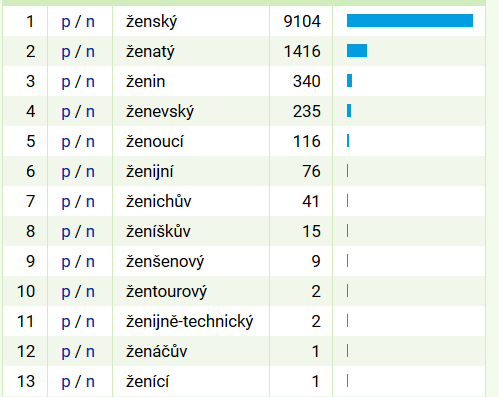 1 p / n ženský 9104
2 p / n ženatý 1416
3 p / n ženin 340
4 p / n ženevský 235
5 p / n ženoucí 116
6 p / n ženijní 76
7 p / n ženichův 41
8 p / n ženíškův 15
9 p / n ženšenový 9
10 p / n žentourový 2
11 p / n ženijně-technický 2
12 p / n ženáčův 1
13 p / n ženící 1